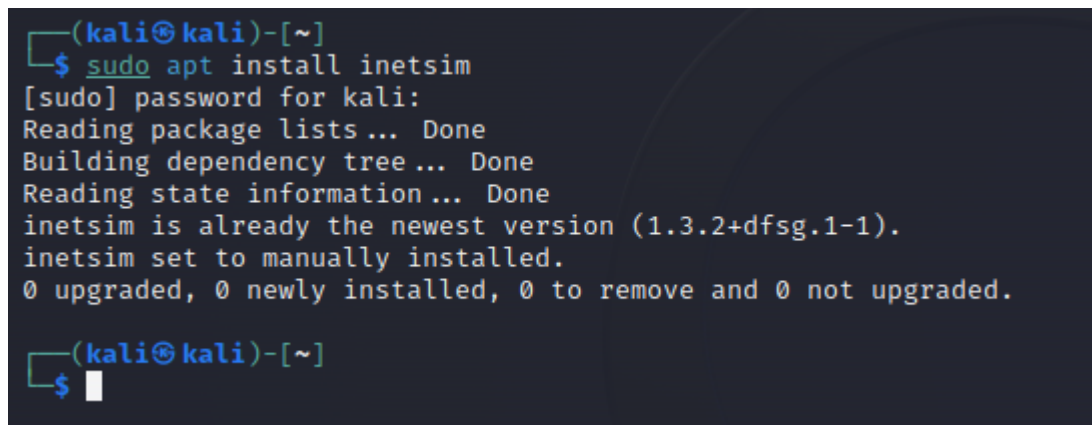 ┌──(kali㉿kali)-[~]
└─$ sudo apt install inetsim
[sudo] password for kali:
Reading package lists... Done
Building dependency tree... Done
Reading state information... Done
inetsim is already the newest version (1.3.2+dfsg.1-1).
inetsim set to manually installed.
0 upgraded, 0 newly installed, 0 to remove and 0 not upgraded.
┌──(kali㉿kali)-[~]
└─$